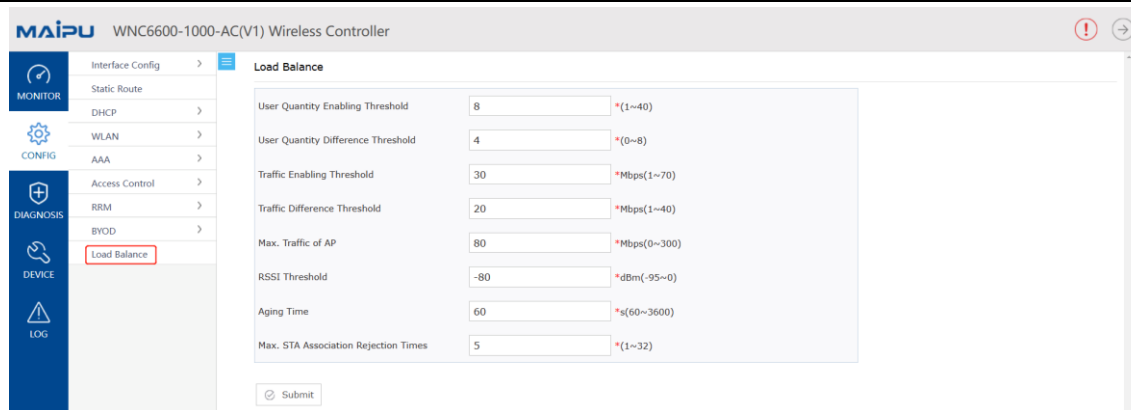 MAIPU WNC6600-1000-AC(V1) Wireless Controller
MONITOR
CONFIG
DIAGNOSIS
DEVICE
LOG
Interface Config
Static Route
DHCP
WLAN
AAA
Access Control
RRM
BYOD
Load Balance
Load Balance
User Quantity Enabling Threshold 8 *(1~40)
User Quantity Difference Threshold 4 *(0~8)
Traffic Enabling Threshold 30 *Mbps(1~70)
Traffic Difference Threshold 20 *Mbps(1~40)
Max. Traffic of AP 80 *Mbps(0~300)
RSSI Threshold -80 *dBm(-95~0)
Aging Time 60 *s(60~3600)
Max. STA Association Rejection Times 5 *(1~32)
Submit